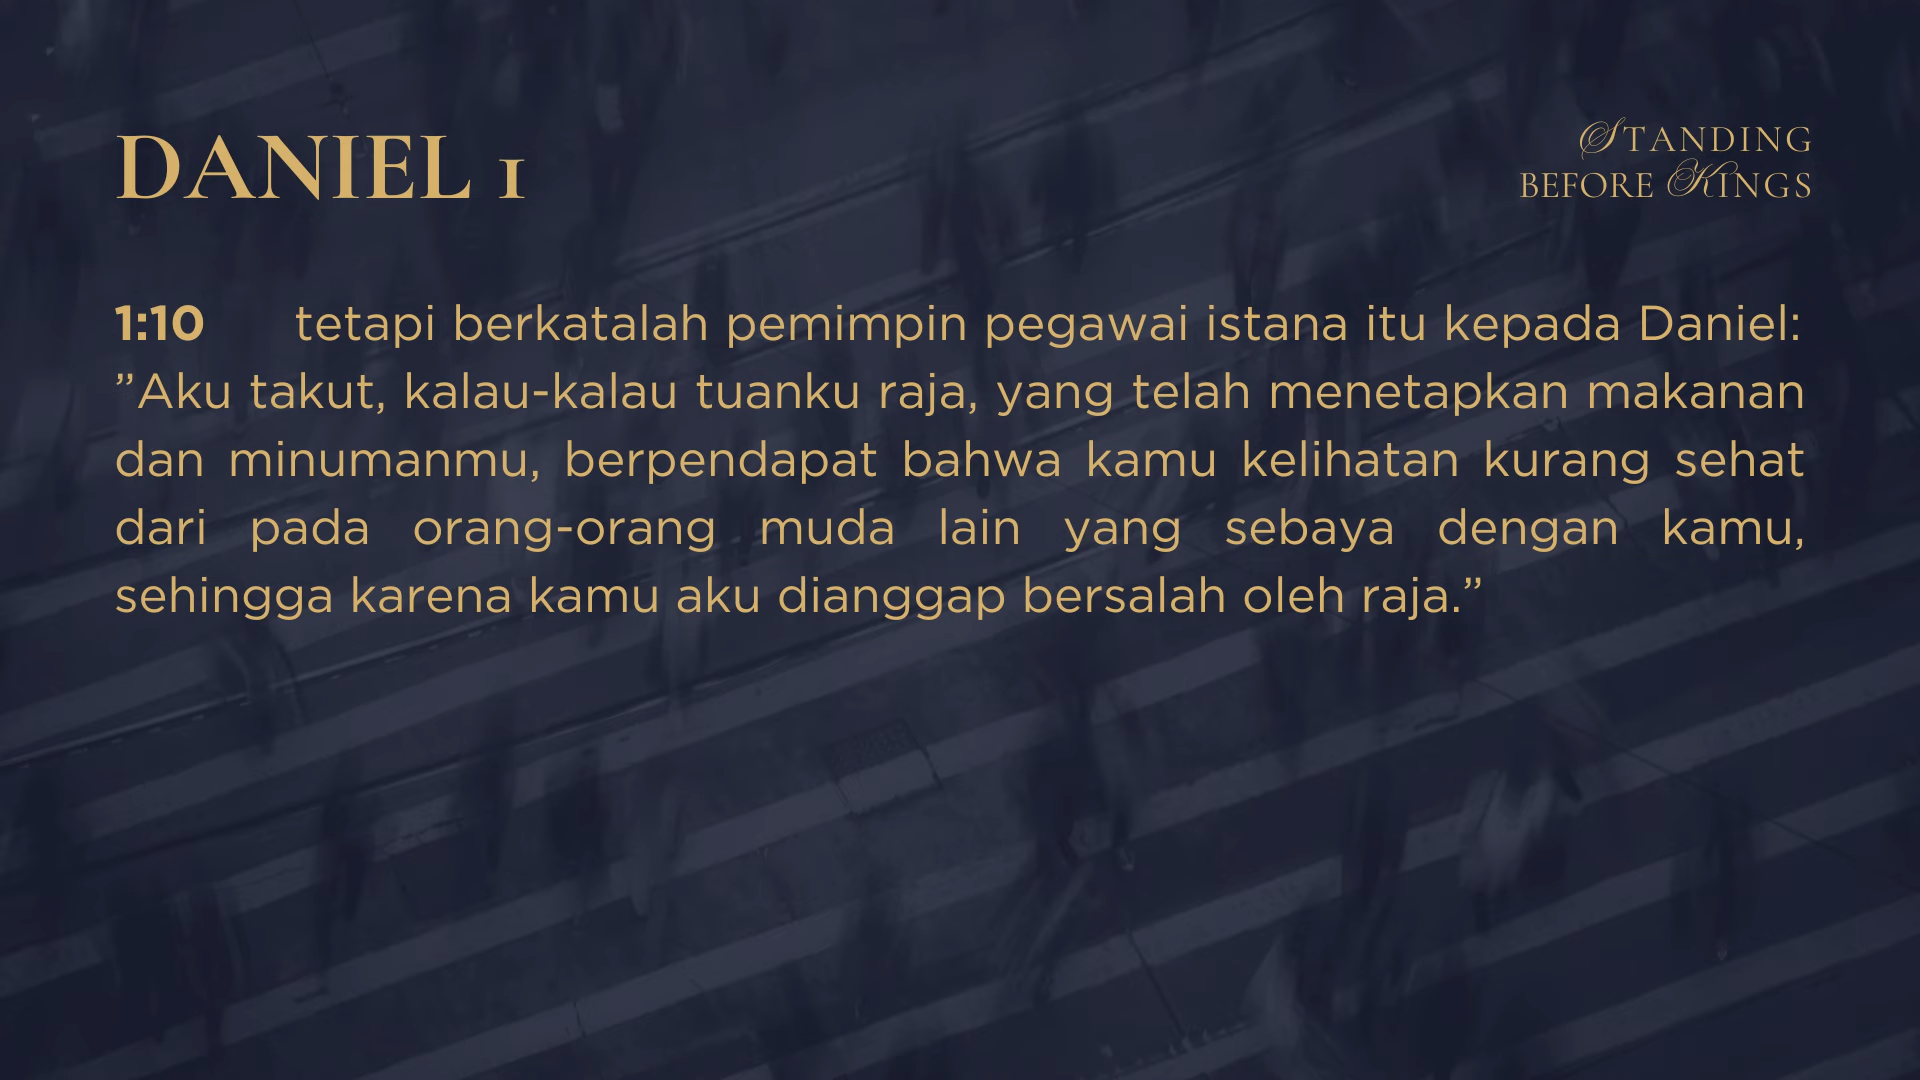 DANIEL 1
STANDING
BEFORE KINGS
1:10 tetapi berkatalah pemimpin pegawai istana itu kepada Daniel:
”Aku takut, kalau-kalau tuanku raja, yang telah menetapkan makanan
dan minumanmu, berpendapat bahwa kamu kelihatan kurang sehat
dari pada orang-orang muda lain yang sebaya dengan kamu,
sehingga karena kamu aku dianggap bersalah oleh raja.”